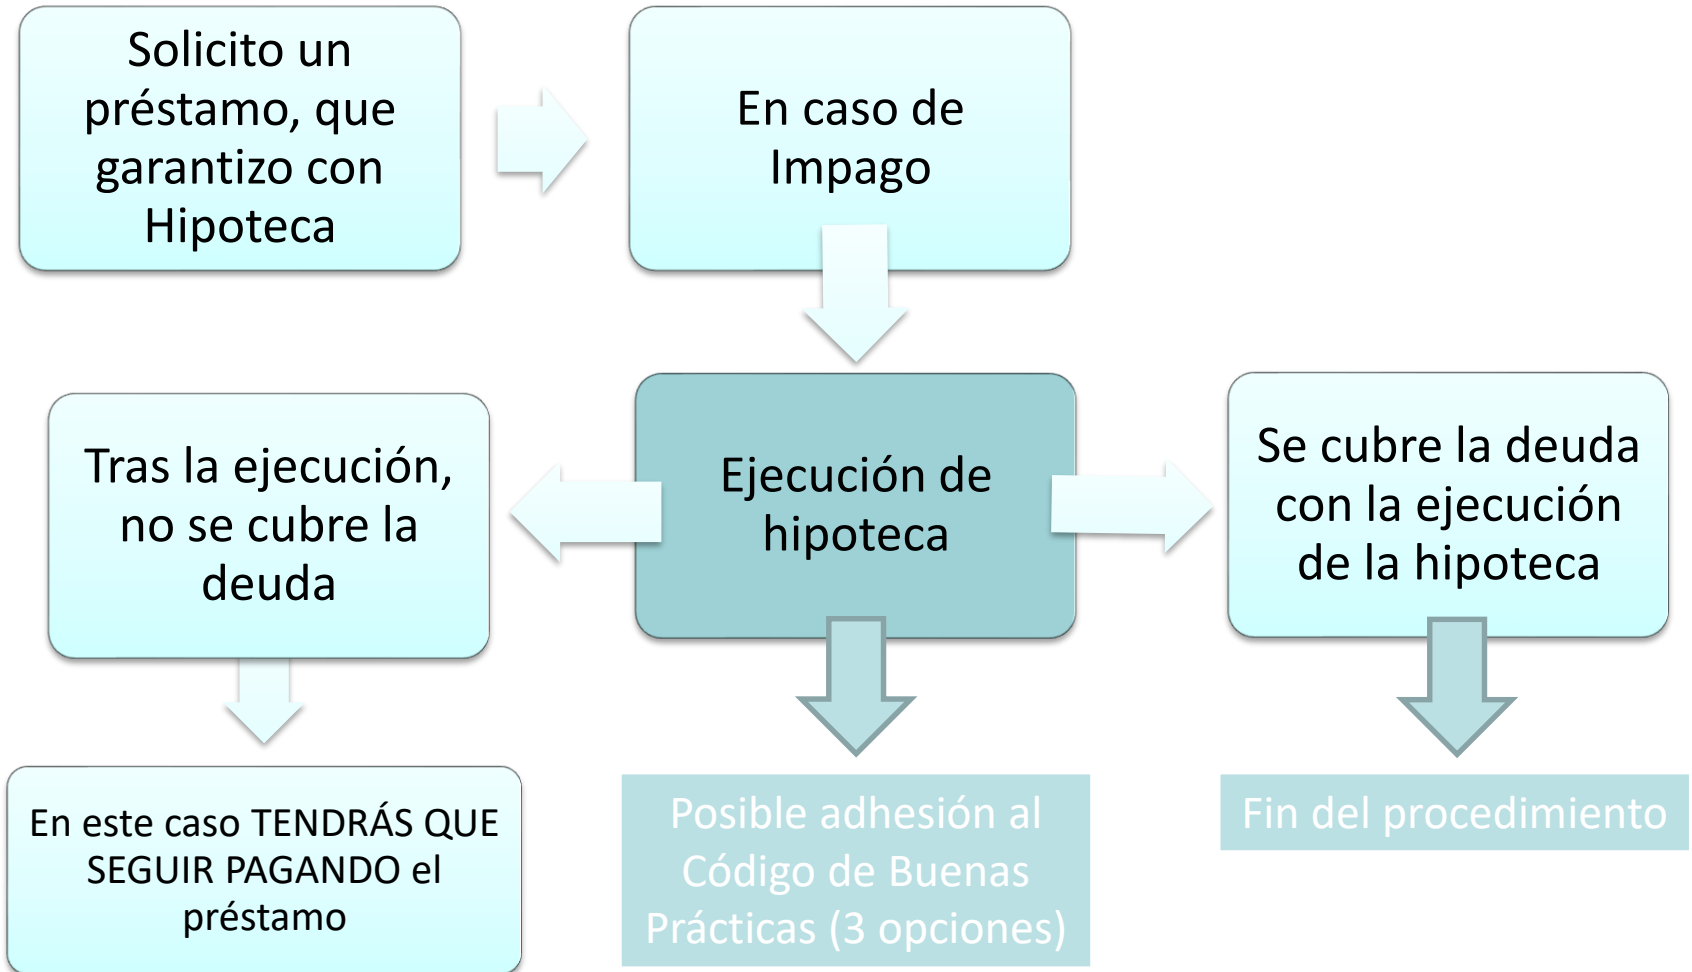 Solicito un
préstamo, que
garantizo con
Hipoteca
En caso de
Impago
Tras la ejecución,
no se cubre la
deuda
Ejecución de
hipoteca
Se cubre la deuda
con la ejecución
de la hipoteca
En este caso TENDRÁS QUE
SEGUIR PAGANDO el
préstamo
Posible adhesión al
Código de Buenas
Prácticas (3 opciones)
Fin del procedimiento